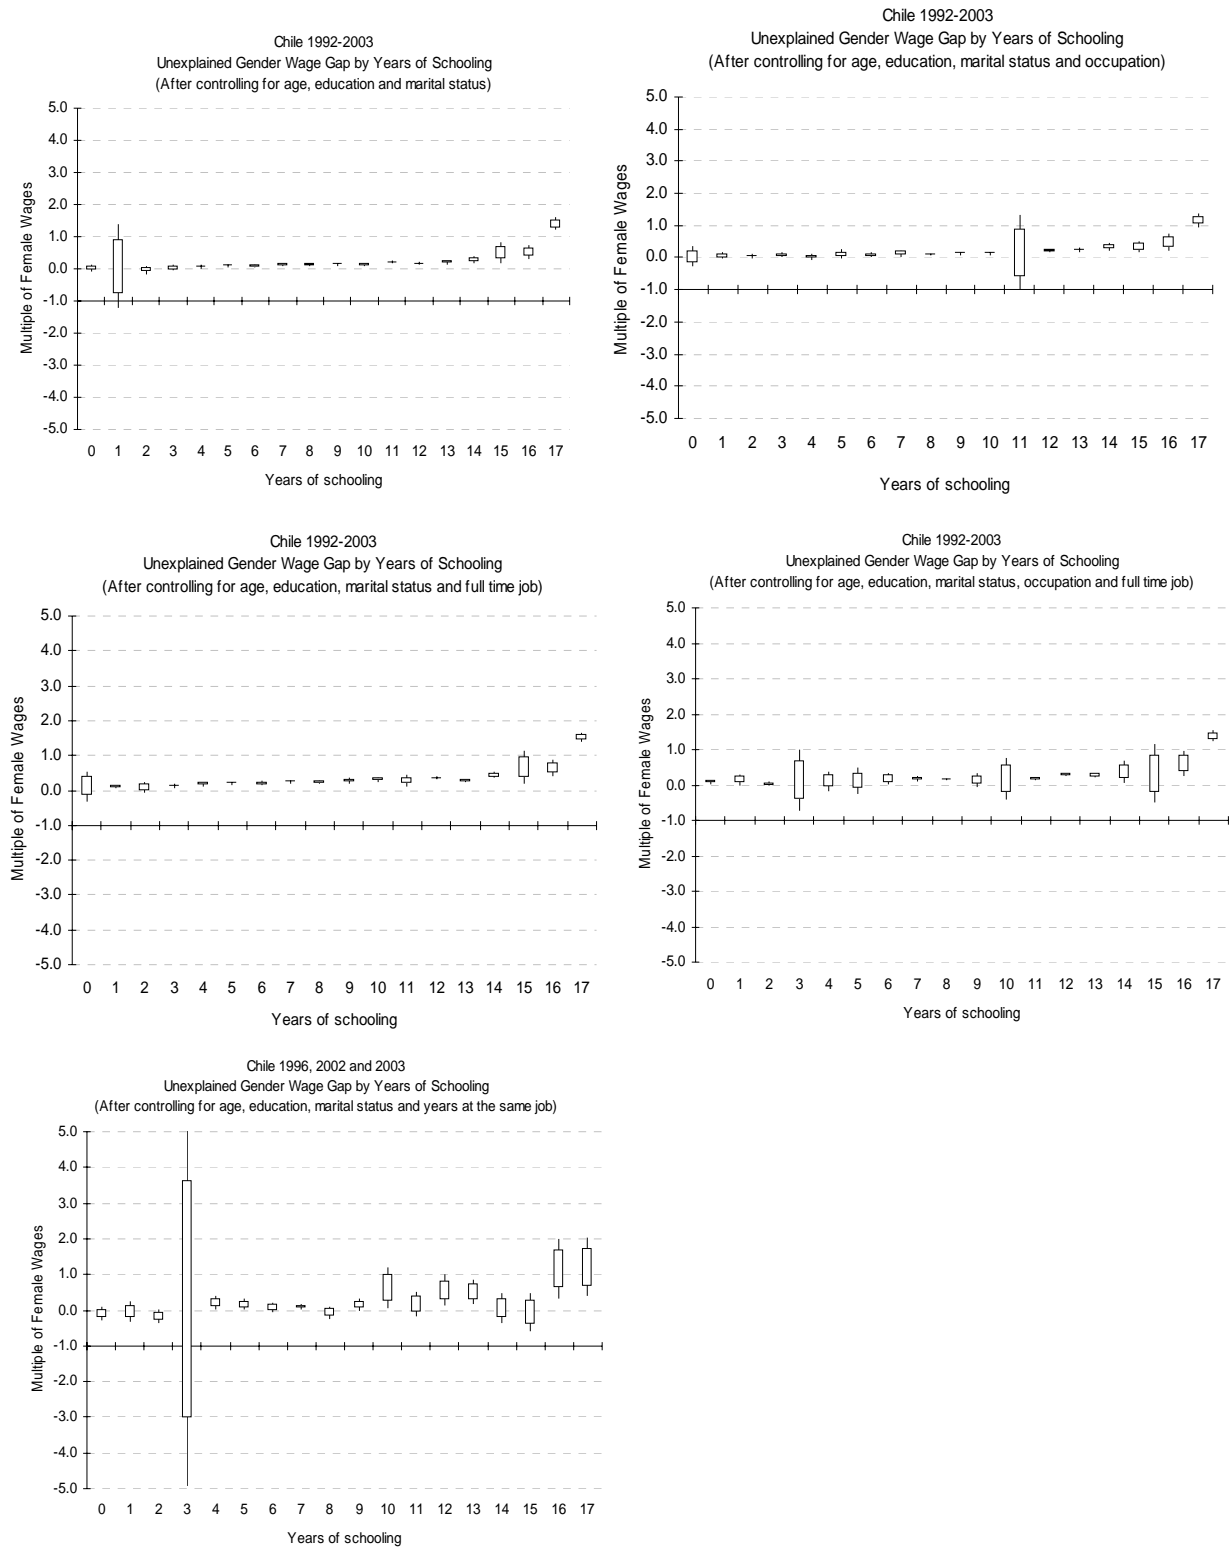 Chile 1992-2003
Unexplained Gender Wage Gap by Years of Schooling
(After controlling for age, education and marital status)
5.0
4.0
3.0
2.0
1.0
0.0
-1.0
-2.0
-3.0
-4.0
-5.0
Multiple of Female Wages
0 1 2 3 4 5 6 7 8 9 10 11 12 13 14 15 16 17
Years of schooling
Chile 1992-2003
Unexplained Gender Wage Gap by Years of Schooling
(After controlling for age, education, marital status and occupation)
5.0
4.0
3.0
2.0
1.0
0.0
-1.0
-2.0
-3.0
-4.0
-5.0
Multiple of Female Wages
0 1 2 3 4 5 6 7 8 9 10 11 12 13 14 15 16 17
Years of schooling
Chile 1992-2003
Unexplained Gender Wage Gap by Years of Schooling
(After controlling for age, education, marital status and full time job)
5.0
4.0
3.0
2.0
1.0
0.0
-1.0
-2.0
-3.0
-4.0
-5.0
Multiple of Female Wages
0 1 2 3 4 5 6 7 8 9 10 11 12 13 14 15 16 17
Years of schooling
Chile 1992-2003
Unexplained Gender Wage Gap by Years of Schooling
(After controlling for age, education, marital status, occupation and full time job)
5.0
4.0
3.0
2.0
1.0
0.0
-1.0
-2.0
-3.0
-4.0
-5.0
Multiple of Female Wages
0 1 2 3 4 5 6 7 8 9 10 11 12 13 14 15 16 17
Years of schooling
Chile 1996, 2002 and 2003
Unexplained Gender Wage Gap by Years of Schooling
(After controlling for age, education, marital status and years at the same job)
5.0
4.0
3.0
2.0
1.0
0.0
-1.0
-2.0
-3.0
-4.0
-5.0
Multiple of Female Wages
0 1 2 3 4 5 6 7 8 9 10 11 12 13 14 15 16 17
Years of schooling